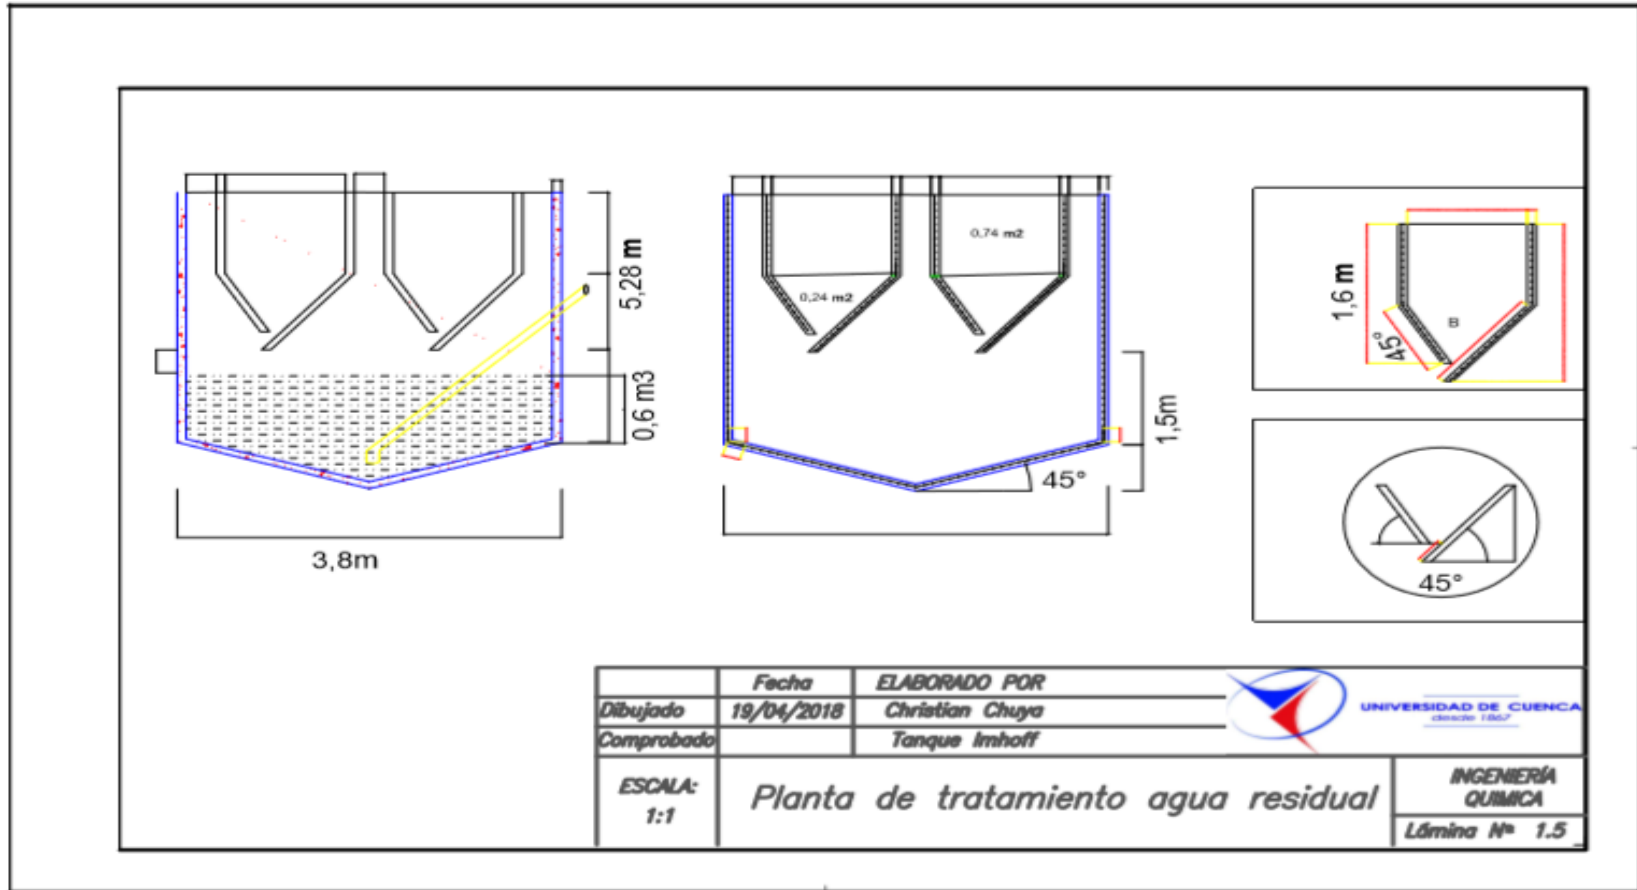 5,28 m
0,6 m3
3,8m
0,74 m2
0,24 m2
1,5m
45°
1,6 m
B
45°
45°
Fecha
ELABORADO POR
Dibujado
19/04/2018
Christian Chuya
Comprobado
Tanque Imhoff
UNIVERSIDAD DE CUENCA
desde 1867
ESCALA:
1:1
Planta de tratamiento agua residual
INGENIERÍA
QUIMICA
Lámina Nº 1.5